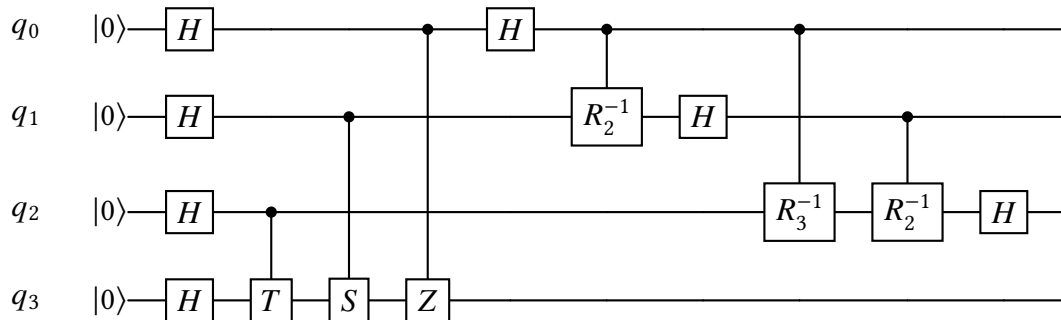 q₀ |0⟩ H H
q₁ |0⟩ H R₂⁻¹ H
q₂ |0⟩ H R₃⁻¹ R₂⁻¹ H
q₃ |0⟩ H T S Z